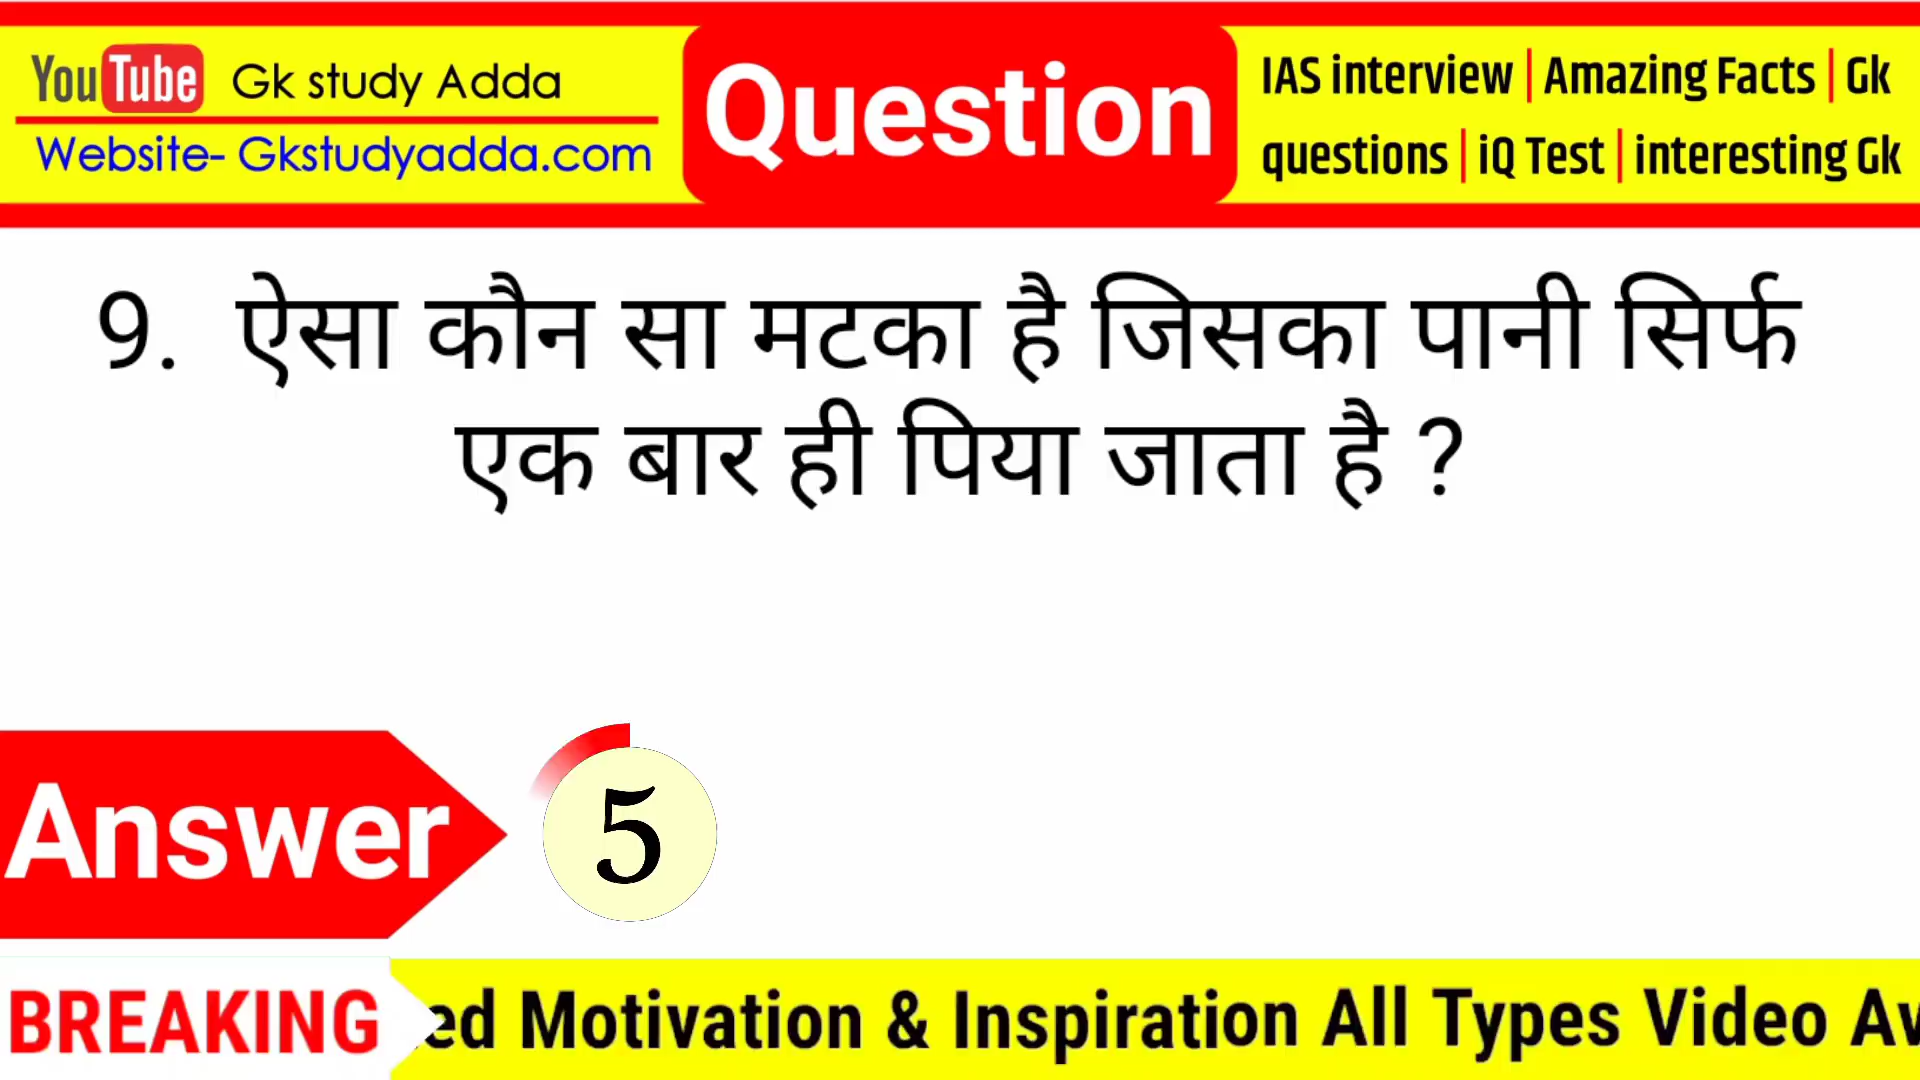 YouTube Gk study Adda
Website- Gkstudyadda.com
Question
IAS interview | Amazing Facts | Gk
questions | iQ Test | interesting Gk
9. ऐसा कौन सा मटका है जिसका पानी सिर्फ
एक बार ही पिया जाता है ?
Answer
5
BREAKING
Motivation & Inspiration All Types Video